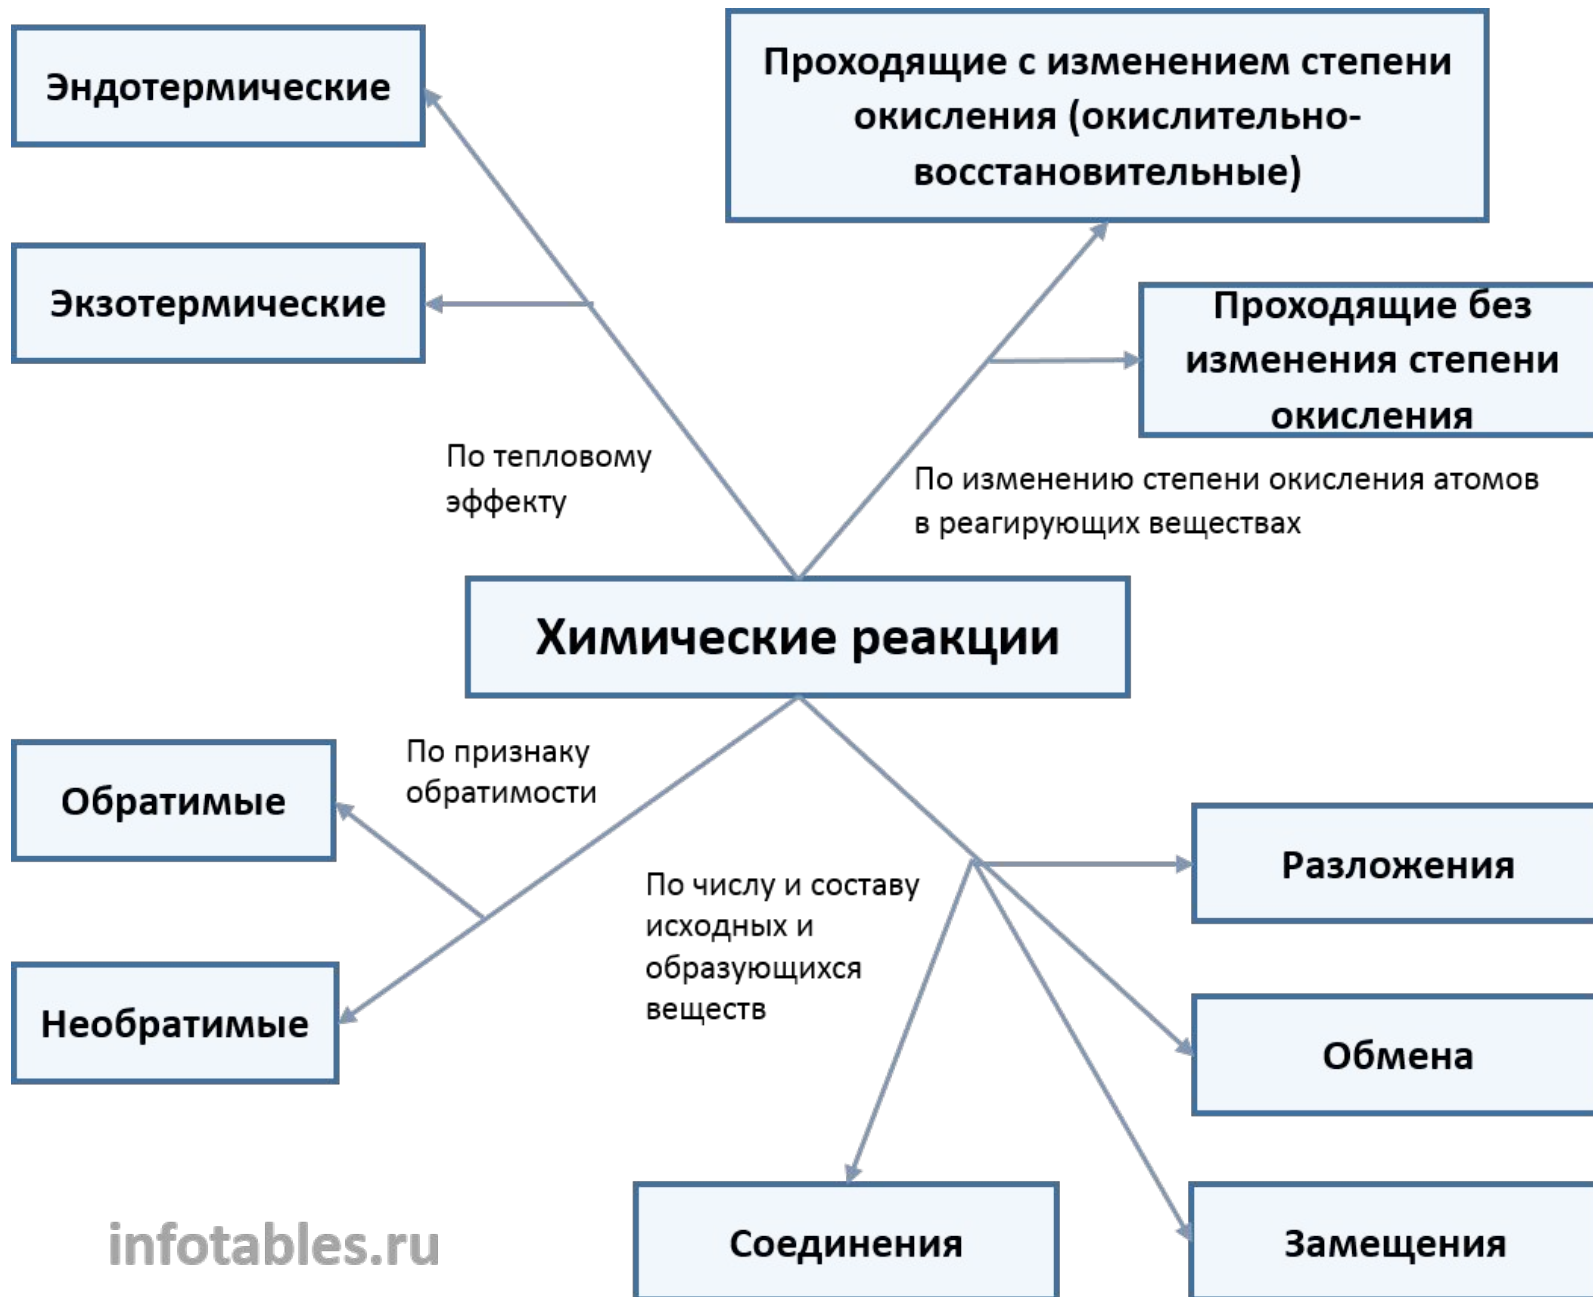 Эндотермические
Проходящие с изменением степени
окисления (окислительно-
восстановительные)
Экзотермические
Проходящие без
изменения степени
окисления
По тепловому
эффекту
По изменению степени окисления атомов
в реагирующих веществах
Химические реакции
По признаку
обратимости
Обратимые
Необратимые
По числу и составу
исходных и
образующихся
веществ
Разложения
Обмена
Соединения
Замещения
infotables.ru